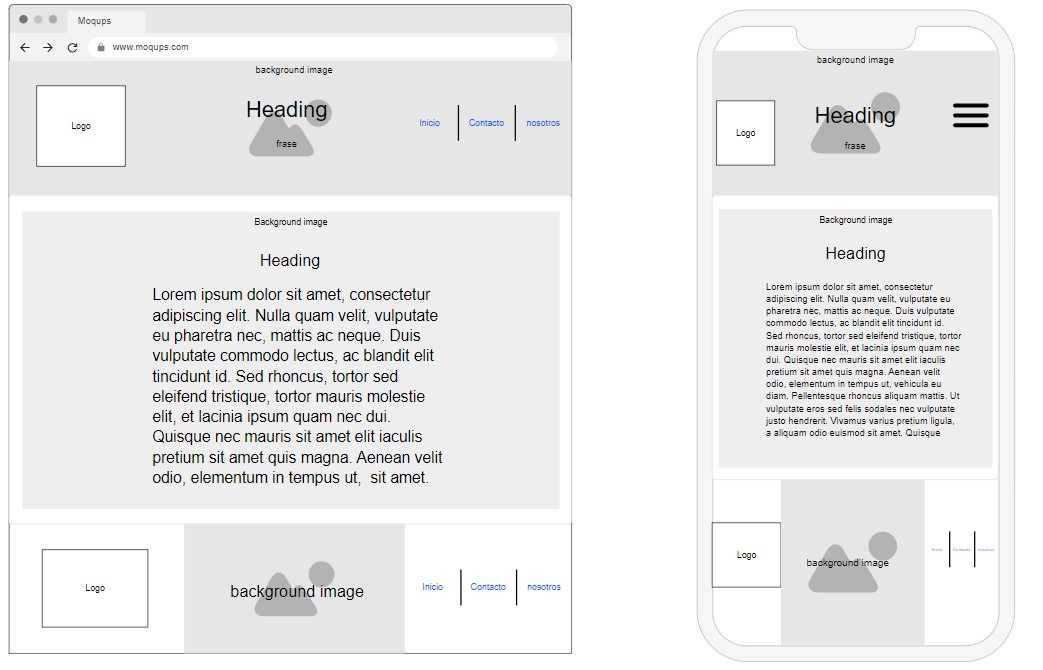 Moqups
www.moqups.com
background image
Logo
Heading
frase
Inicio
Contacto
nosotros
Background image
Heading
Lorem ipsum dolor sit amet, consectetur
adipiscing elit. Nulla quam velit, vulputate
eu pharetra nec, mattis ac neque. Duis
vulputate commodo lectus, ac blandit elit
tincidunt id. Sed rhoncus, tortor sed
eleifend tristique, tortor mauris molestie
elit, et lacinia ipsum quam nec dui.
Quisque nec mauris sit amet elit iaculis
pretium sit amet quis magna. Aenean velit
odio, elementum in tempus ut,  sit amet.
Logo
background image
Inicio
Contacto
nosotros
background image
Logo
Heading
frase
Background image
Heading
Lorem ipsum dolor sit amet, consectetur
adipiscing elit. Nulla quam velit, vulputate eu
pharetra nec, mattis ac neque. Duis vulputate
commodo lectus, ac blandit elit tincidunt id.
Sed rhoncus, tortor sed eleifend tristique, tortor
mauris molestie elit, et lacinia ipsum quam nec
dui. Quisque nec mauris sit amet elit iaculis
pretium sit amet quis magna. Aenean velit
odio, elementum in tempus ut, vehicula eu
diam. Pellentesque rhoncus aliquam mattis. Ut
vulputate eros sed felis sodales nec vulputate
justo hendrerit. Vivamus varius pretium ligula,
a aliquam odio euismod sit amet. Quisque
Logo
background image
Inicio
Contacto
nosotros